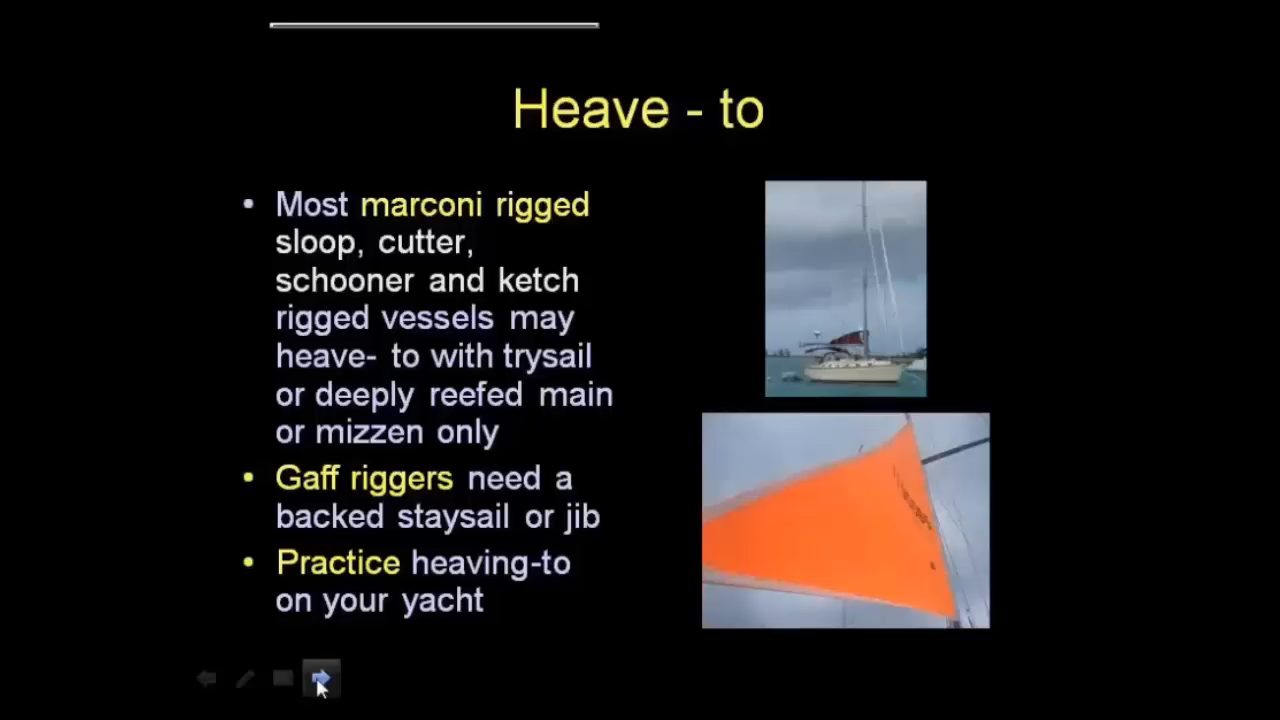 Heave - to
• Most marconi rigged
sloop, cutter,
schooner and ketch
rigged vessels may
heave- to with trysail
or deeply reefed main
or mizzen only
• Gaff riggers need a
backed staysail or jib
• Practice heaving-to
on your yacht